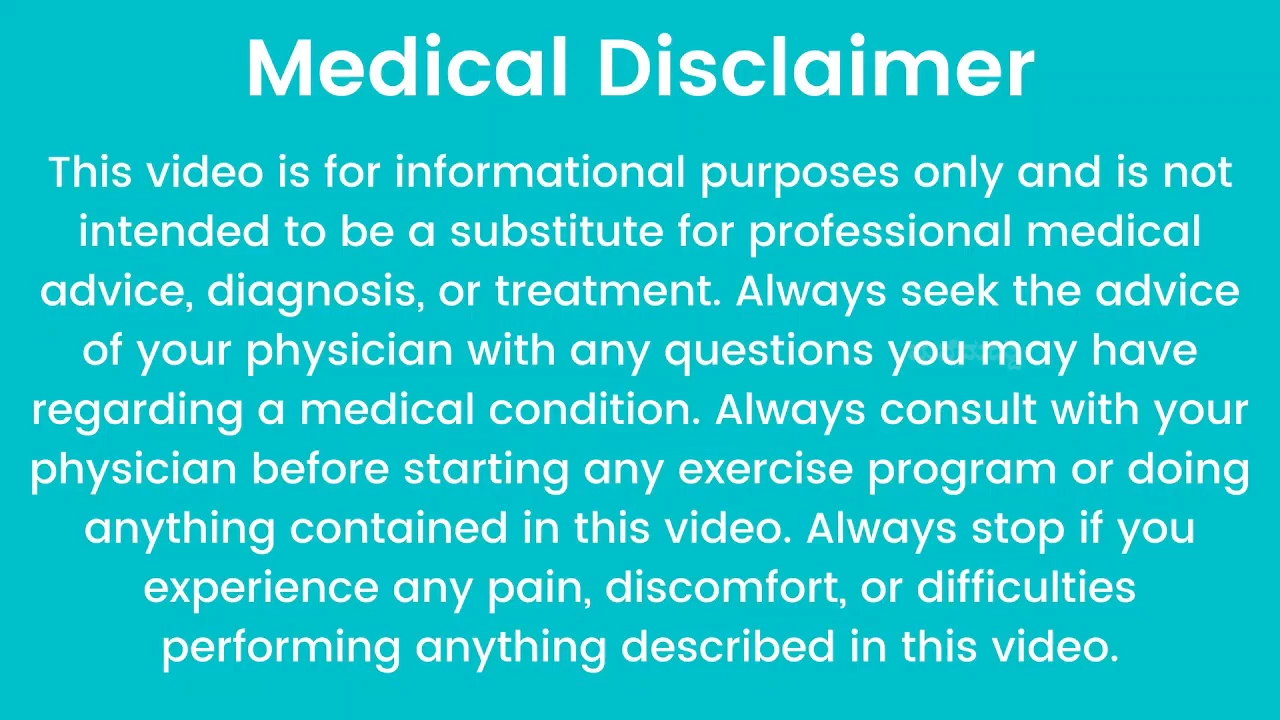 Medical Disclaimer
This video is for informational purposes only and is not
intended to be a substitute for professional medical
advice, diagnosis, or treatment. Always seek the advice
of your physician with any questions your may have
regarding a medical condition. Always consult with your
physician before starting any exercise program or doing
anything contained in this video. Always stop if you
experience any pain, discomfort, or difficulties
performing anything described in this video.